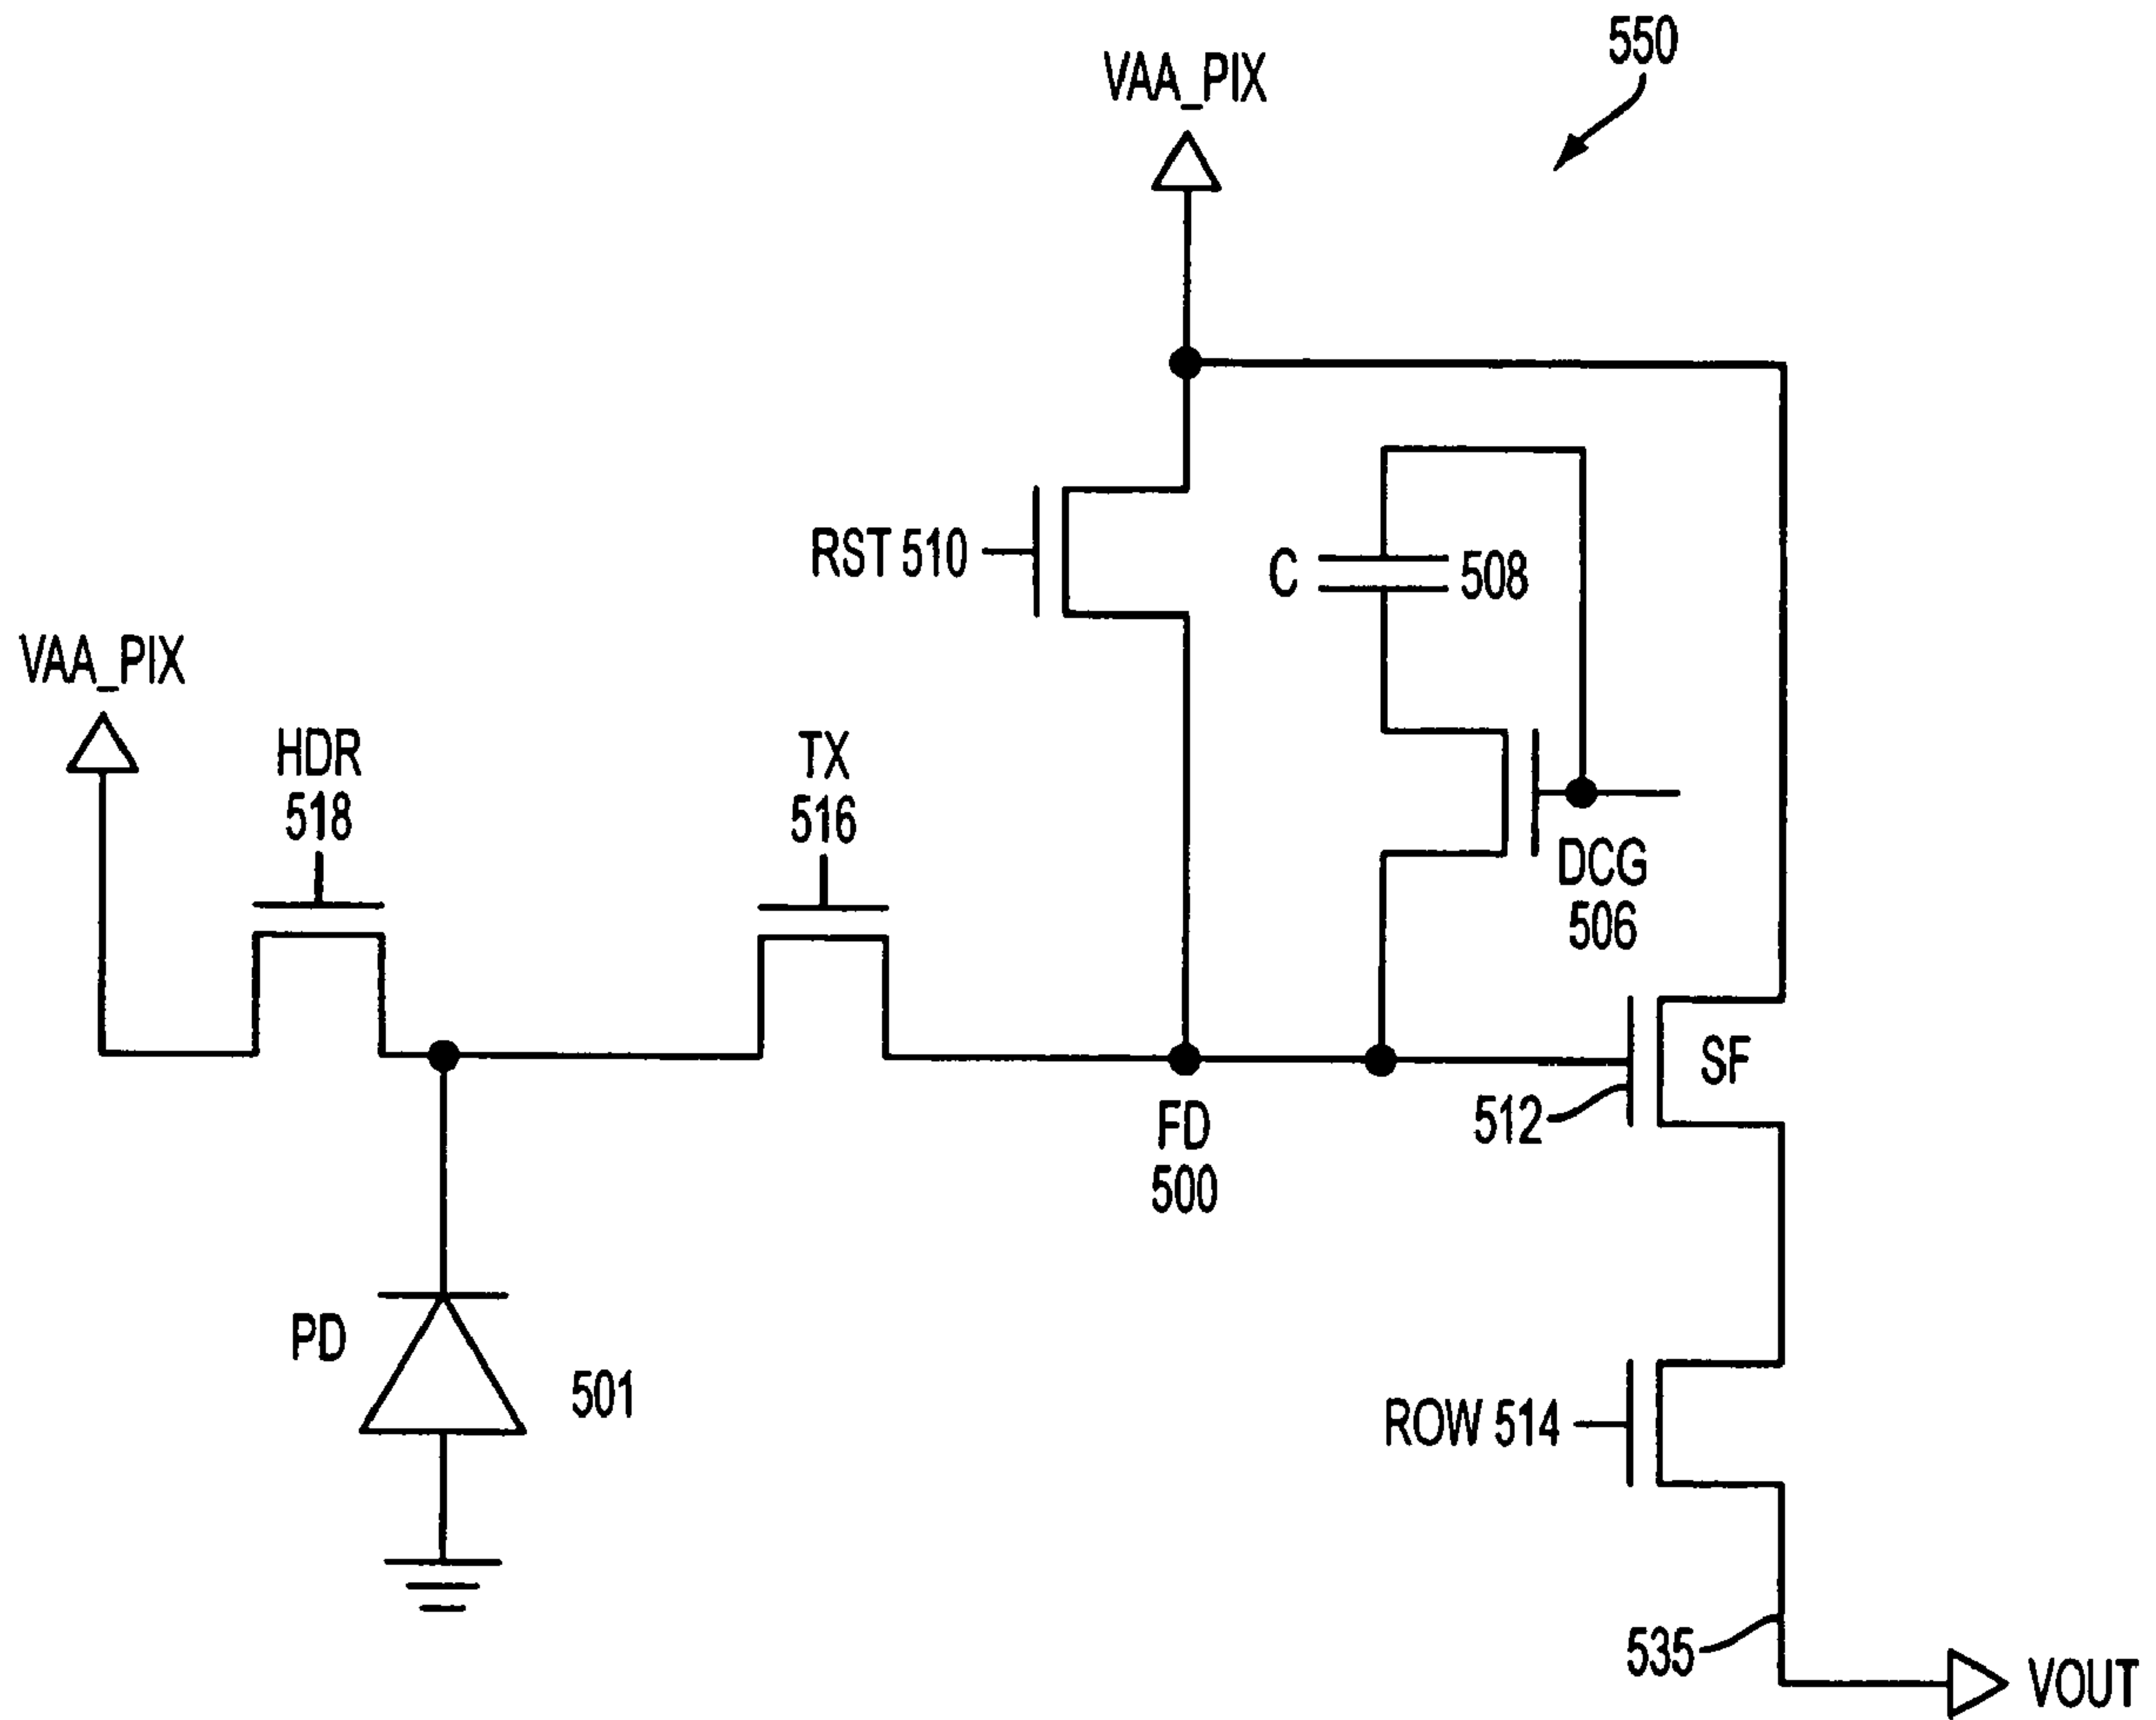 550
VAA_PIX
RST 510
C
508
VAA_PIX
HDR
518
TX
516
DCG
506
SF
512
FD
500
PD
501
ROW 514
535
VOUT